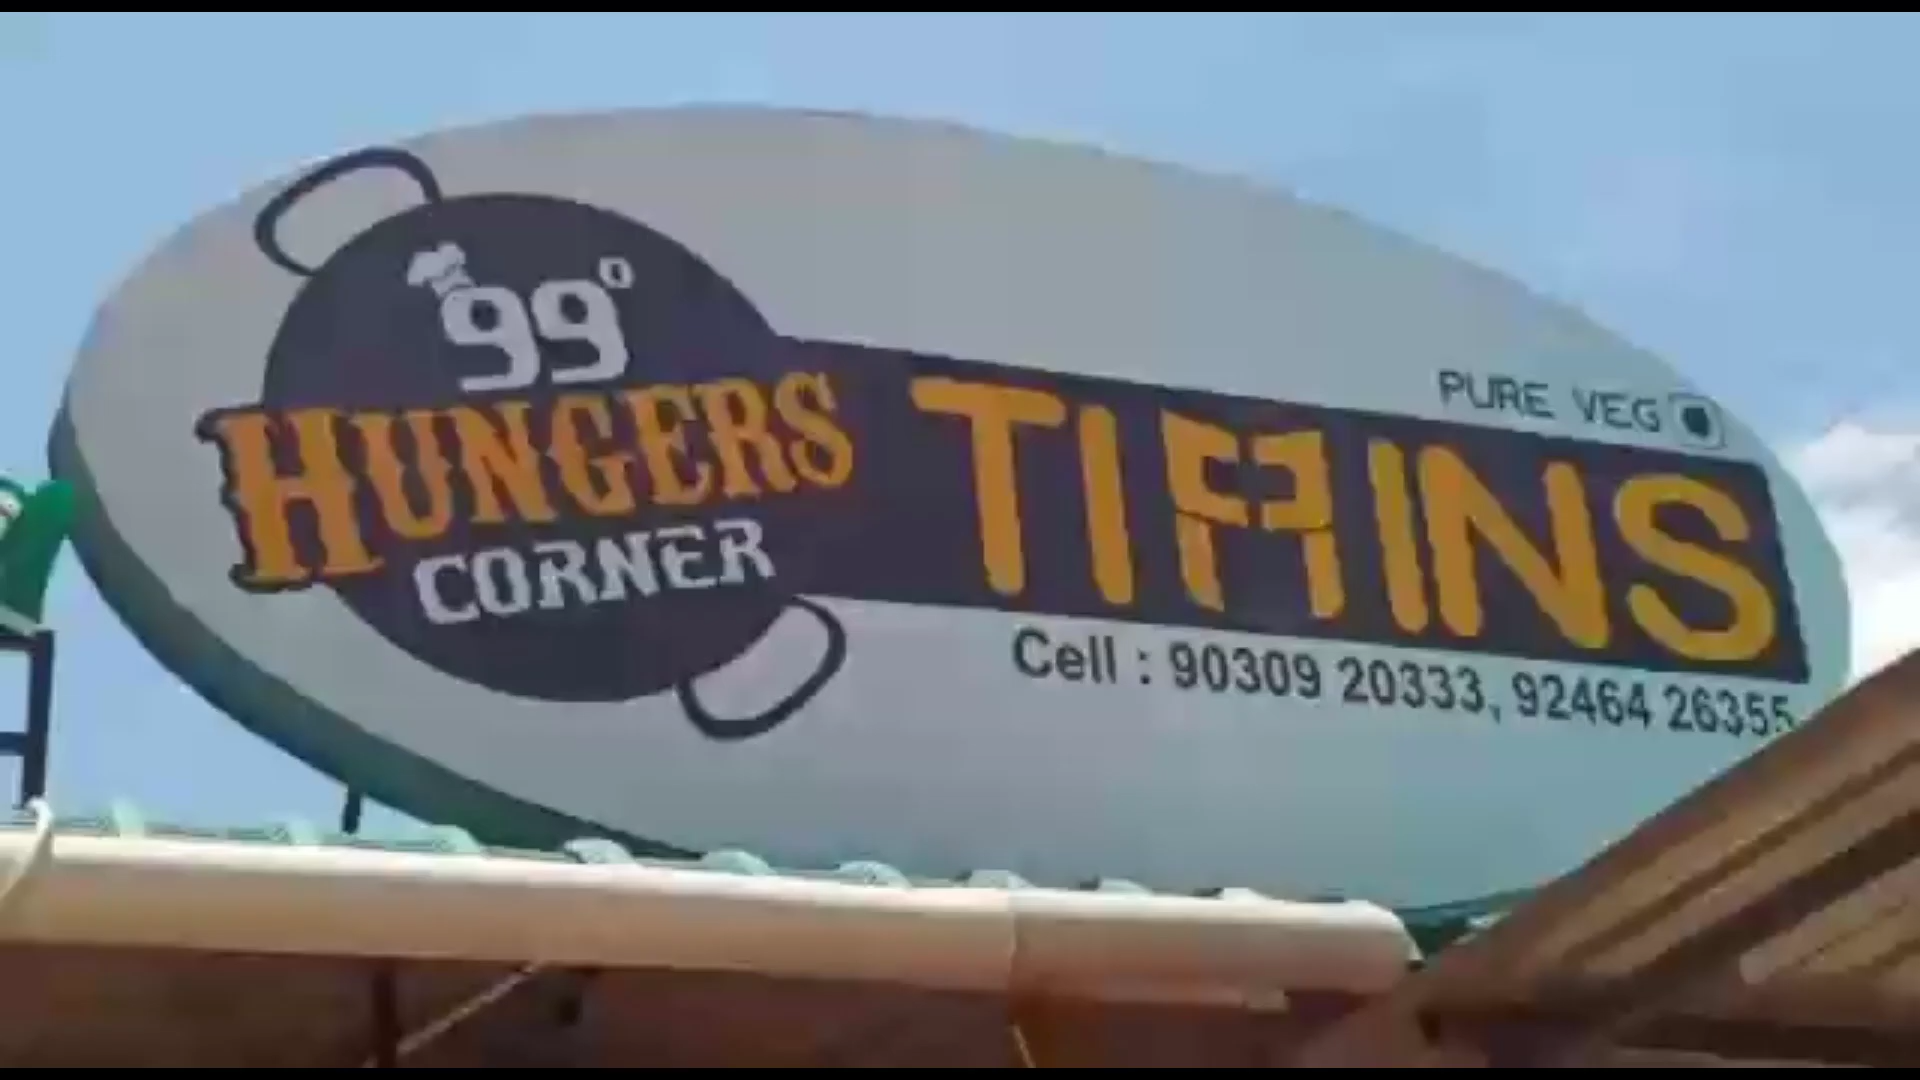 99°
HUNGERS
CORNER
PURE VEG
TIFFINS
Cell : 90309 20333, 92464 26355